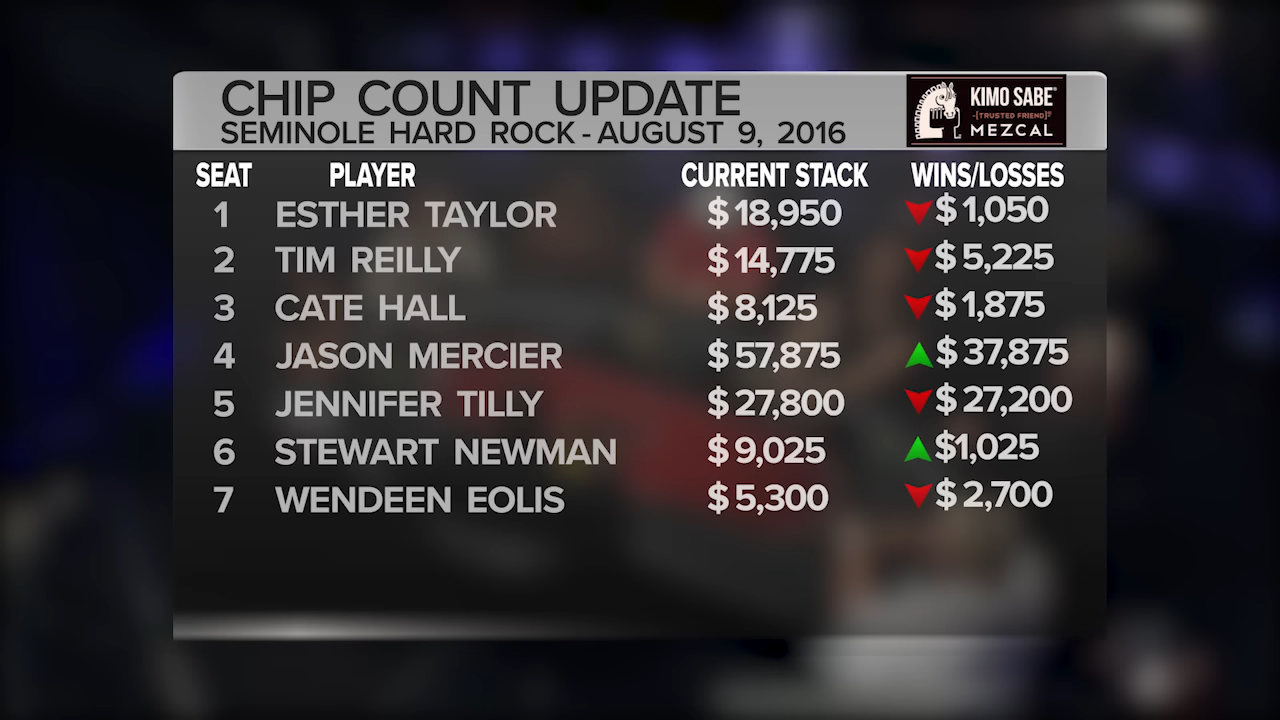 CHIP COUNT UPDATE
SEMINOLE HARD ROCK - AUGUST 9, 2016
KIMO SABE®
-[TRUSTED FRIEND]-
MEZCAL
SEAT PLAYER CURRENT STACK WINS/LOSSES
1 ESTHER TAYLOR $18,950 $1,050
2 TIM REILLY $14,775 $5,225
3 CATE HALL $8,125 $1,875
4 JASON MERCIER $57,875 $37,875
5 JENNIFER TILLY $27,800 $27,200
6 STEWART NEWMAN $9,025 $1,025
7 WENDEEN EOLIS $5,300 $2,700